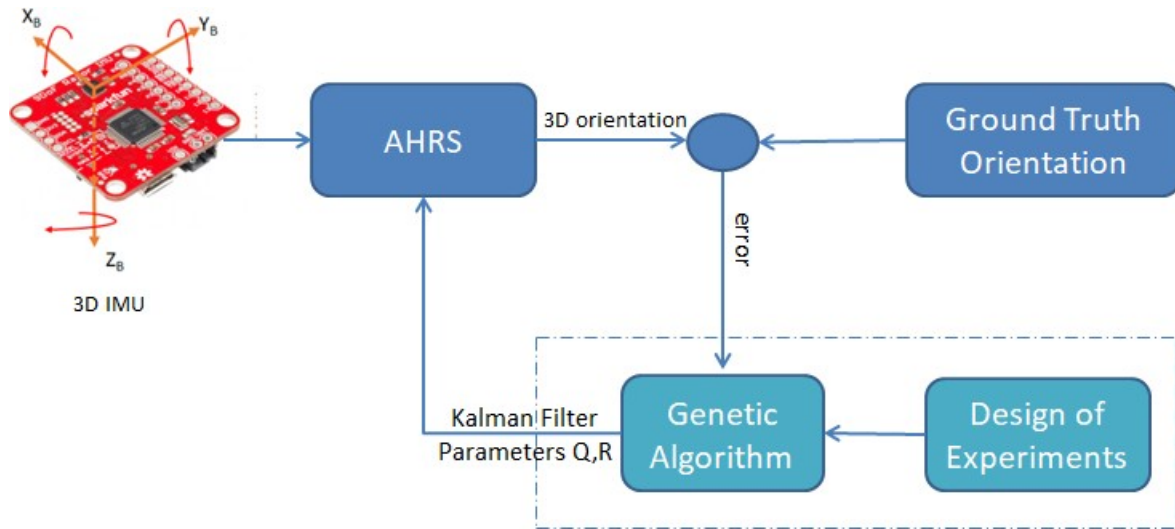 X_B
Y_B
sparkfun
Z_B
3D IMU
AHRS
3D orientation
Ground Truth
Orientation
error
Kalman Filter
Parameters Q,R
Genetic
Algorithm
Design of
Experiments